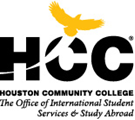 HCC
HOUSTON COMMUNITY COLLEGE
The Office of International Student
Services & Study Abroad